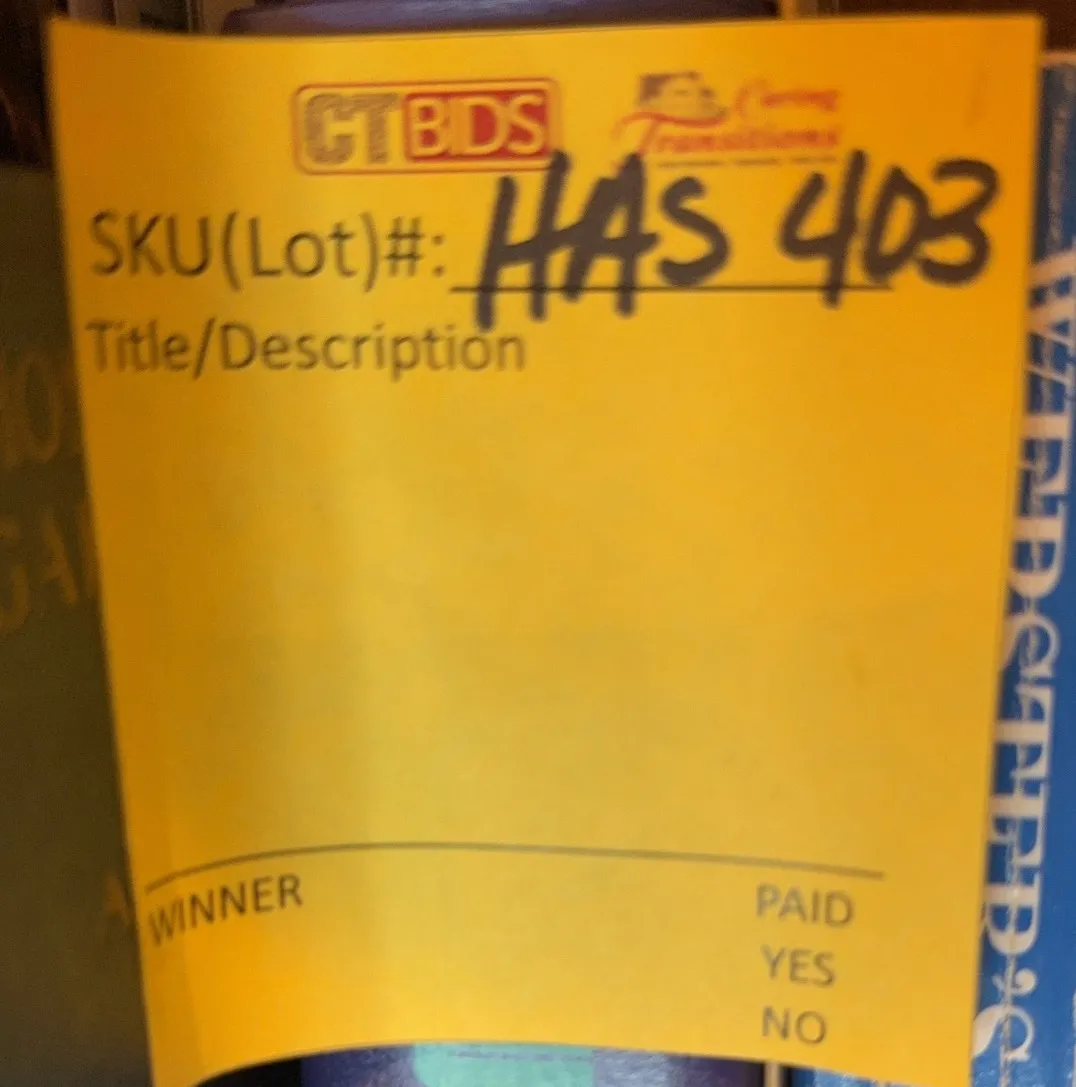 CTBIDS
Caring
Transitions
SKU(Lot)#: HAS 403
Title/Description
WINNER
PAID
YES
NO